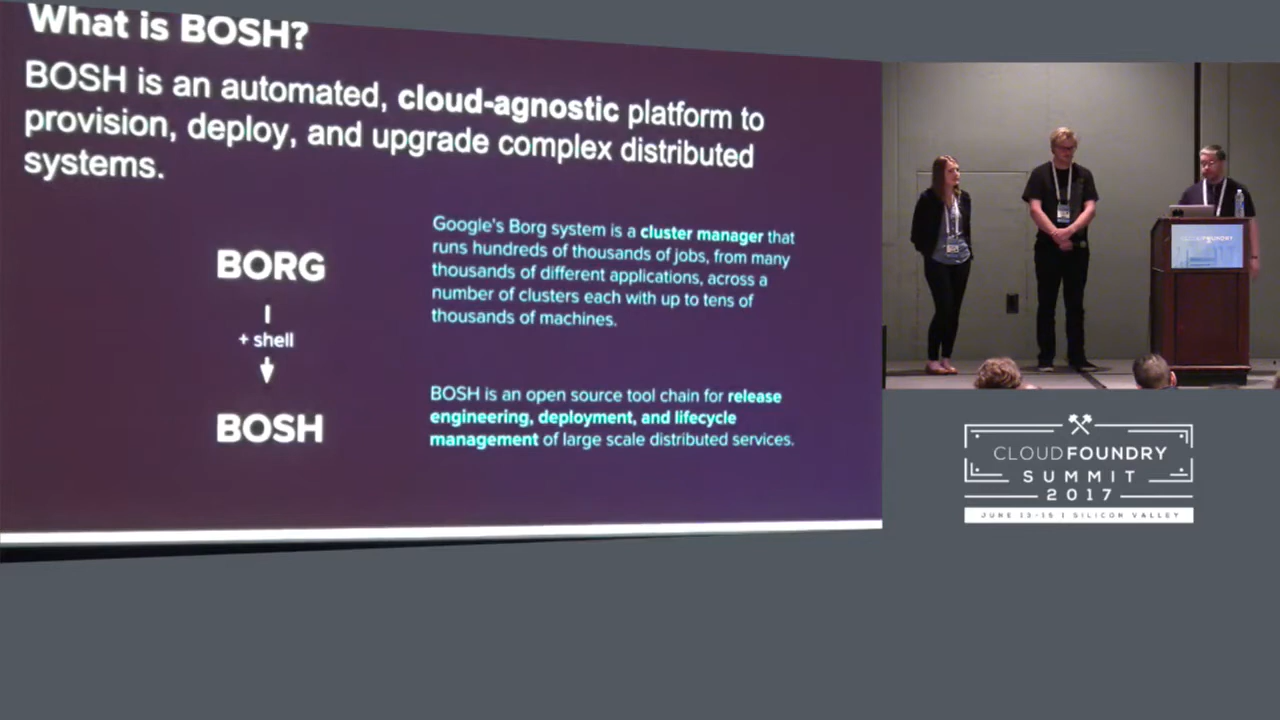 What is BOSH?
BOSH is an automated, cloud-agnostic platform to
provision, deploy, and upgrade complex distributed
systems.
BORG
+ shell
BOSH
Google's Borg system is a cluster manager that
runs hundreds of thousands of jobs, from many
thousands of different applications, across a
number of clusters each with up to tens of
thousands of machines.
BOSH is an open source tool chain for release
engineering, deployment, and lifecycle
management of large scale distributed services.
CLOUD FOUNDRY
CLOUD FOUNDRY
SUMMIT
2017
JUNE 13-15 | SILICON VALLEY